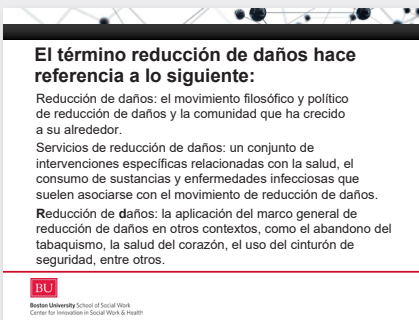 El término reducción de daños hace
referencia a lo siguiente:
Reducción de daños: el movimiento filosófico y político
de reducción de daños y la comunidad que ha crecido
a su alrededor.
Servicios de reducción de daños: un conjunto de
intervenciones específicas relacionadas con la salud, el
consumo de sustancias y enfermedades infecciosas que
suelen asociarse con el movimiento de reducción de daños.
Reducción de daños: la aplicación del marco general de
reducción de daños en otros contextos, como el abandono del
tabaquismo, la salud del corazón, el uso del cinturón de
seguridad, entre otros.
BU
Boston University School of Social Work
Center for Innovation in Social Work & Health